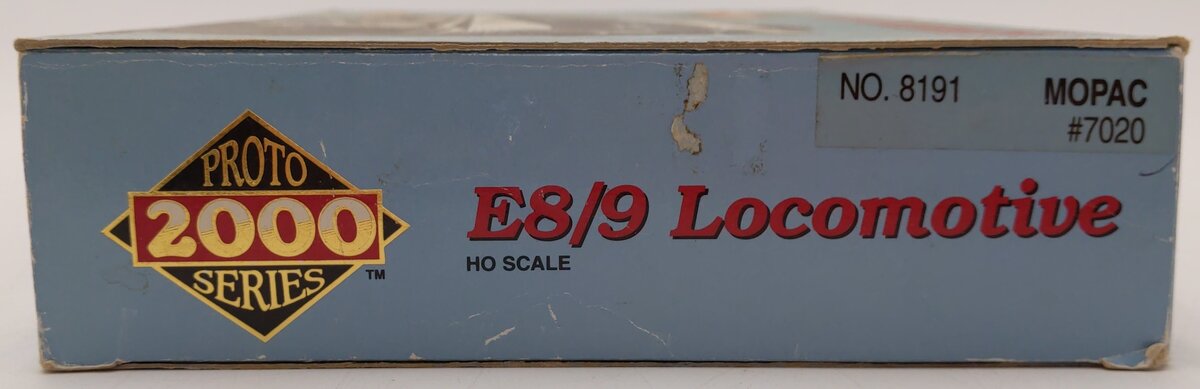 PROTO
2000
SERIES
TM
E8/9 Locomotive
HO SCALE
NO. 8191 MOPAC
#7020